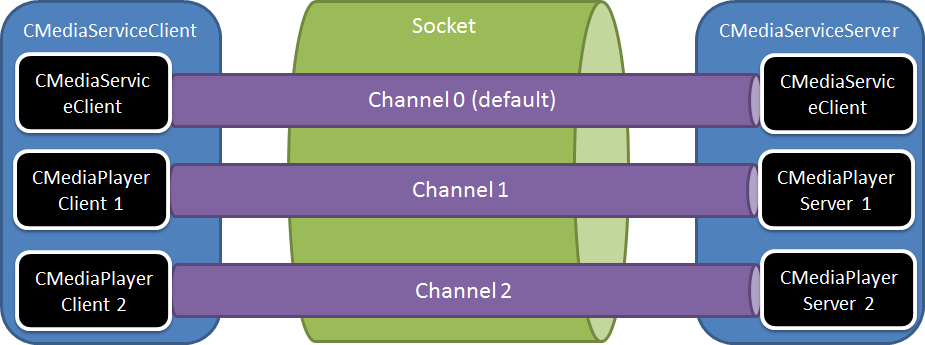 CMediaServiceClient
Socket
CMediaServiceServer
CMediaServic
eClient
Channel 0 (default)
CMediaServic
eClient
CMediaPlayer
Client 1
Channel 1
CMediaPlayer
Server 1
CMediaPlayer
Client 2
Channel 2
CMediaPlayer
Server 2